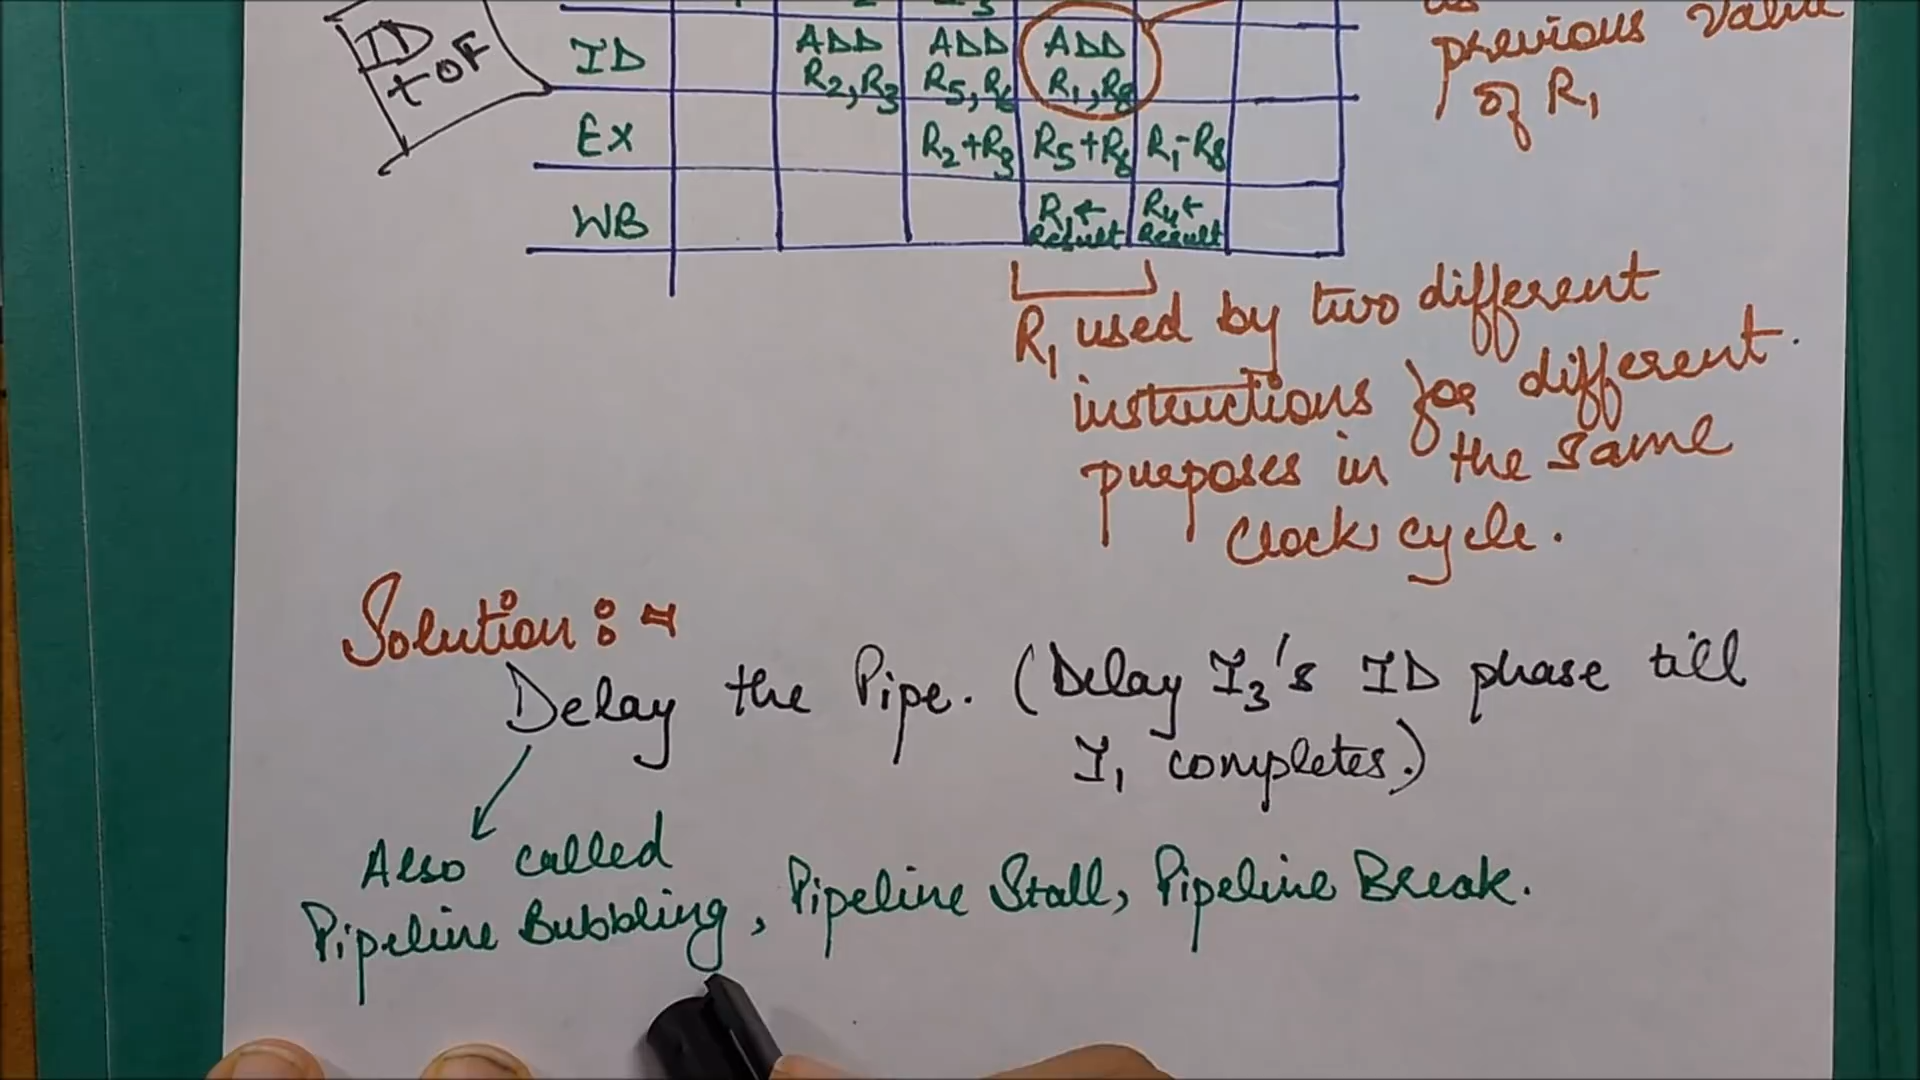 previous value
of R1
ID
+ OF
ID
ADD
R2, R3
ADD
R5, R6
ADD
R1, R8
EX
R2+R3
R5+R6
R1-R8
WB
R1←
Result
R4←
Result
R1 used by two different
instructions for different
purposes in the same
Clock cycle.
Solution :-
Delay the Pipe. (Delay I3's ID phase till
I1 completes.)
Also called
Pipeline Bubbling, Pipeline Stall, Pipeline Break.